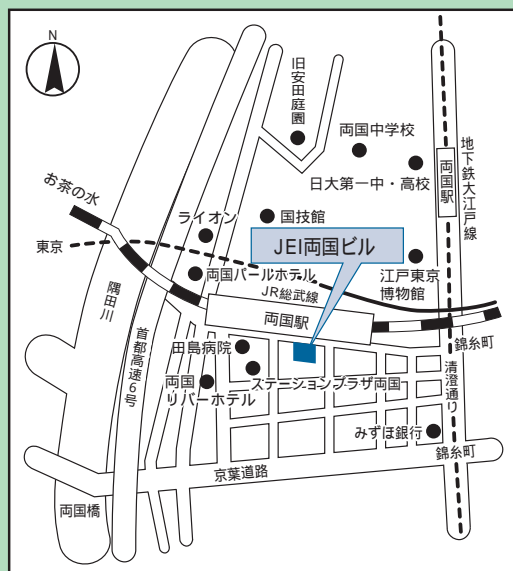 N
旧安田庭園
両国中学校
日大第一中・高校
地下鉄大江戸線
両国駅
お茶の水
ライオン
国技館
JEI両国ビル
東京
両国パールホテル
江戸東京
博物館
JR総武線
隅田川
両国駅
首都高速6号
田島病院
錦糸町
両国
リバーホテル
ステーションプラザ両国
清澄通り
みずほ銀行
錦糸町
京葉道路
両国橋